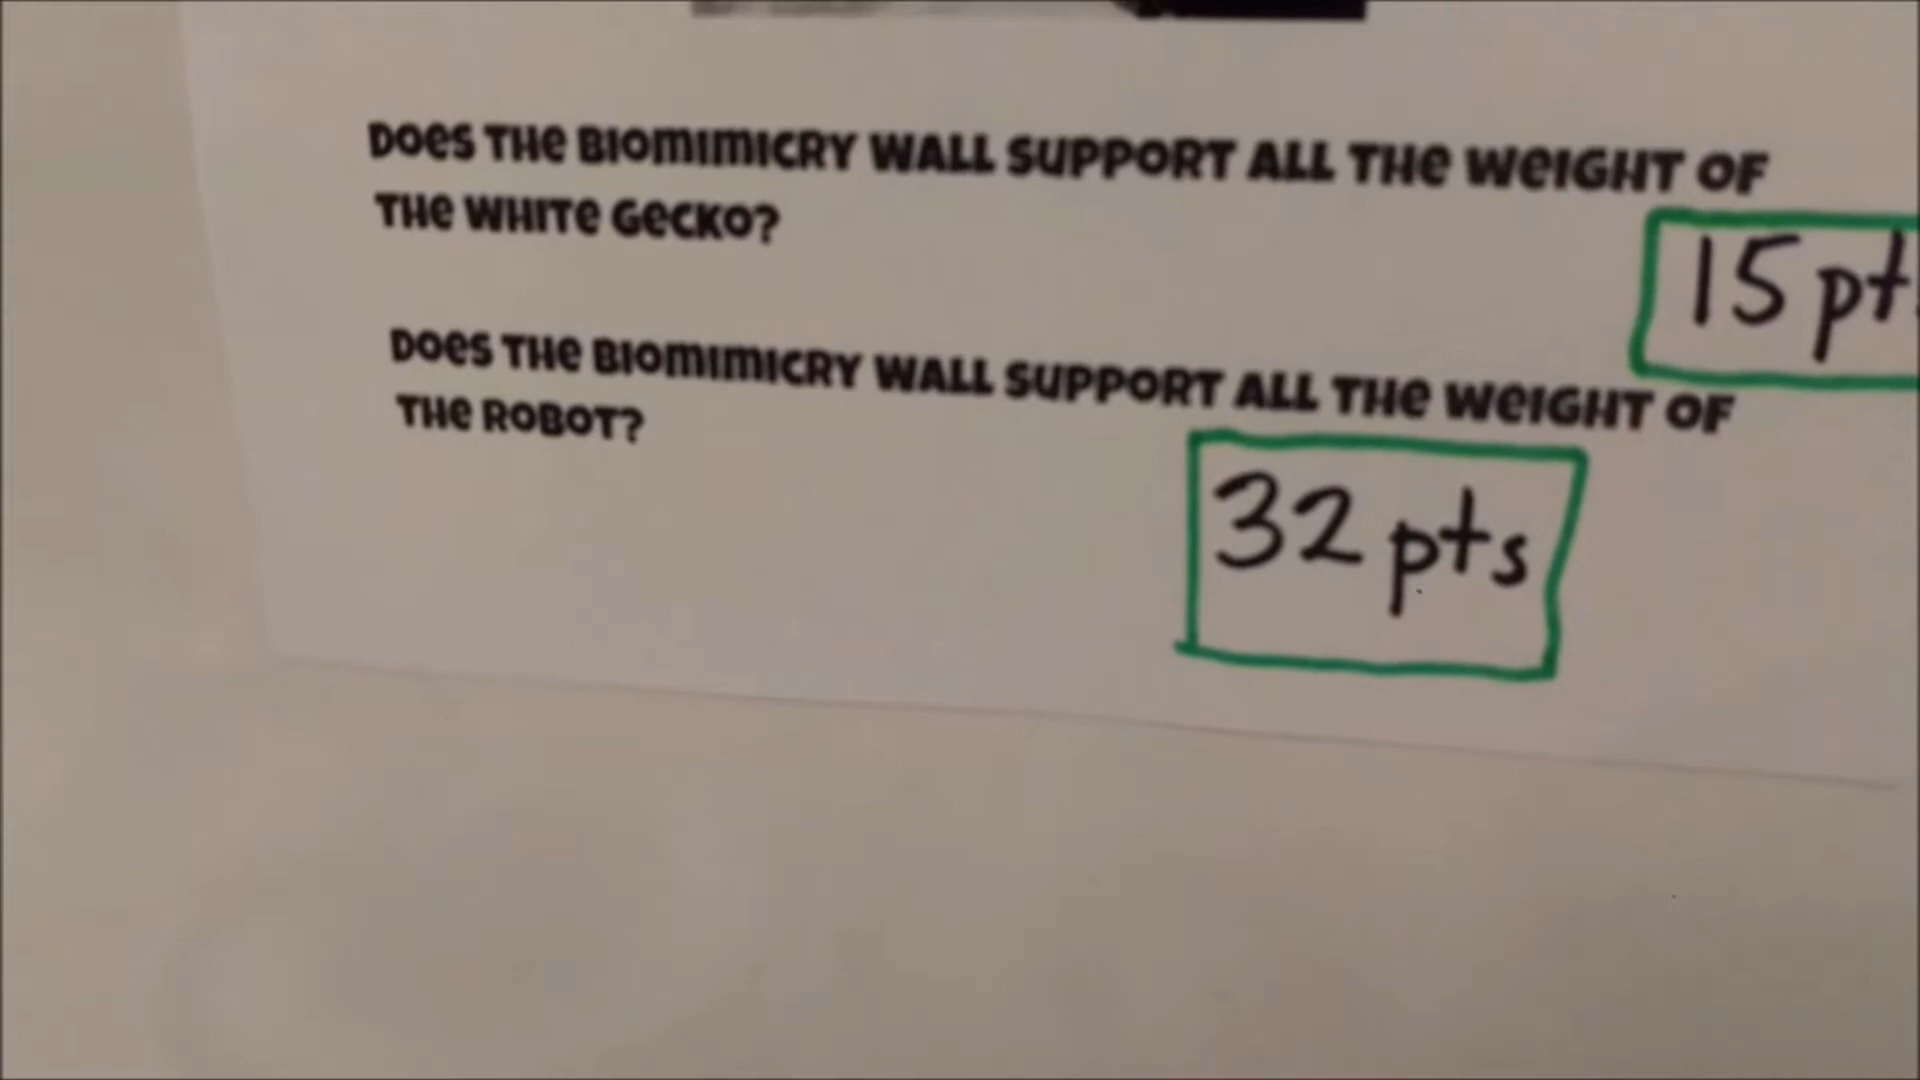 DOES THE BIOMIMICRY WALL SUPPORT ALL THE WEIGHT OF
THE WHITE GECKO?
15 pt
DOES THE BIOMIMICRY WALL SUPPORT ALL THE WEIGHT OF
THE ROBOT?
32 pts